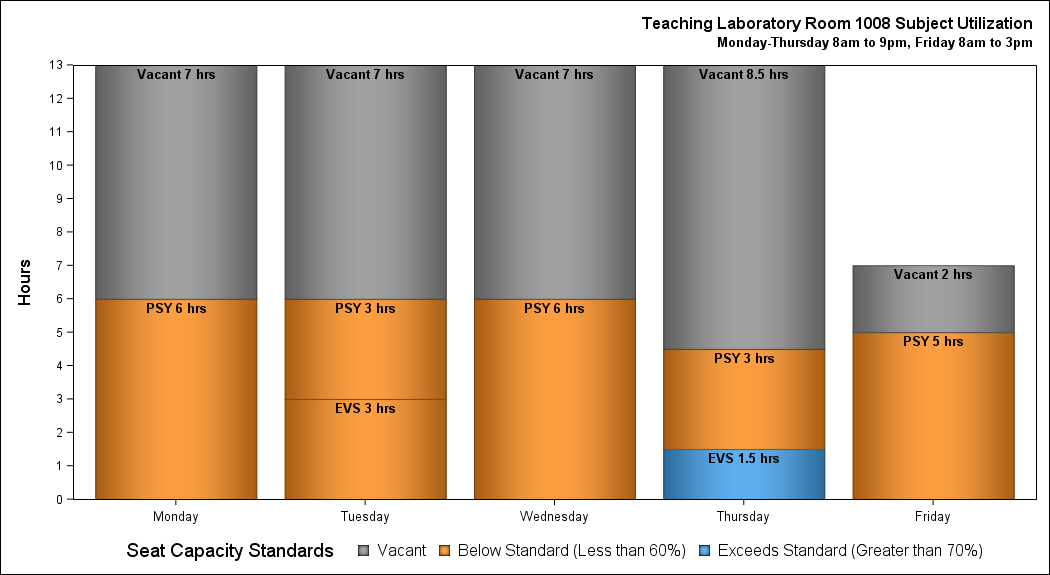 Teaching Laboratory Room 1008 Subject Utilization
Monday-Thursday 8am to 9pm, Friday 8am to 3pm
Hours
13
12
11
10
9
8
7
6
5
4
3
2
1
0
Vacant 7 hrs
PSY 6 hrs
Vacant 7 hrs
PSY 3 hrs
EVS 3 hrs
Vacant 7 hrs
PSY 6 hrs
Vacant 8.5 hrs
PSY 3 hrs
EVS 1.5 hrs
Vacant 2 hrs
PSY 5 hrs
Monday Tuesday Wednesday Thursday Friday
Seat Capacity Standards Vacant Below Standard (Less than 60%) Exceeds Standard (Greater than 70%)